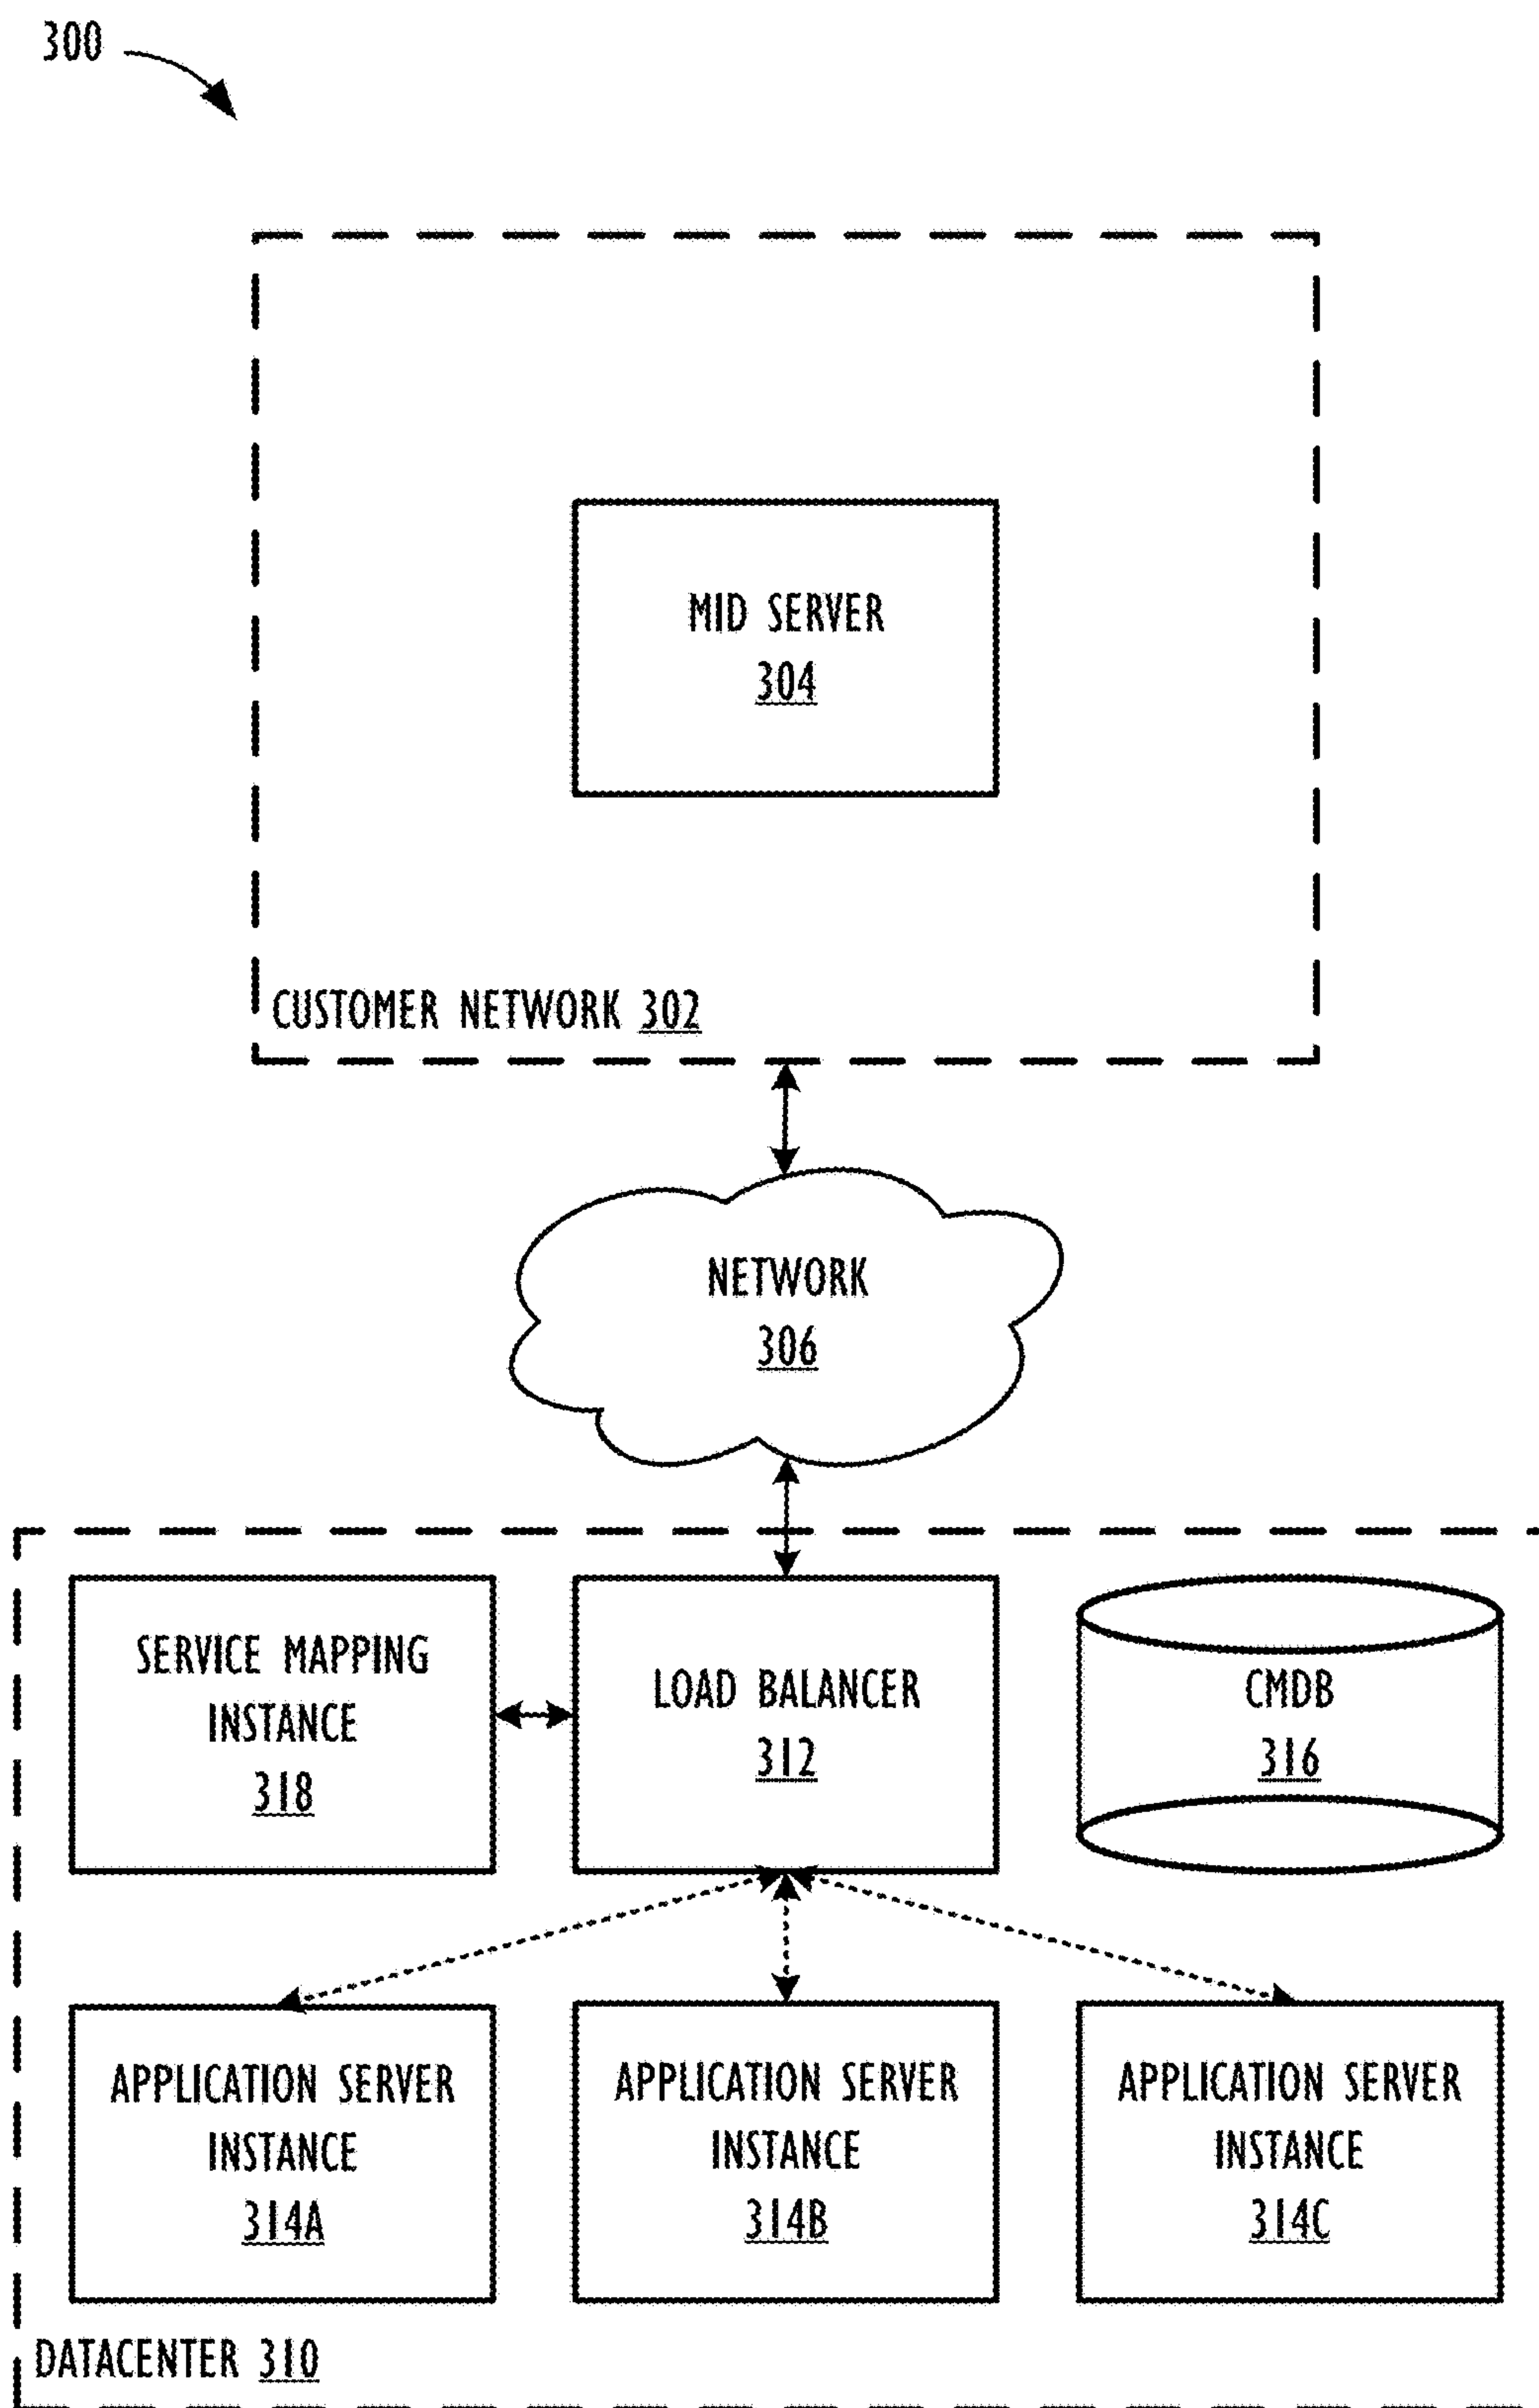 300
MID SERVER
304
CUSTOMER NETWORK 302
NETWORK
306
SERVICE MAPPING
INSTANCE
318
LOAD BALANCER
312
CMDB
316
APPLICATION SERVER
INSTANCE
314A
APPLICATION SERVER
INSTANCE
314B
APPLICATION SERVER
INSTANCE
314C
DATACENTER 310